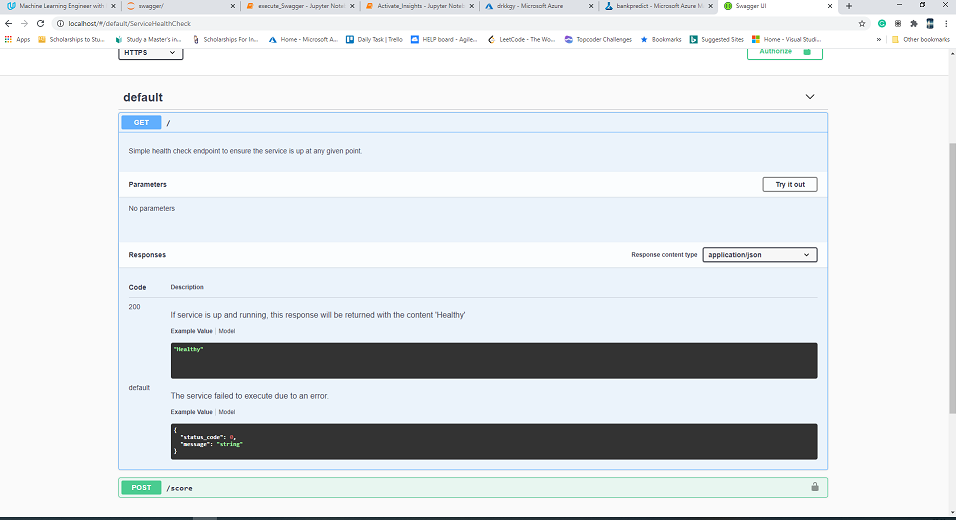 Machine Learning Engineer with
swagger/
execute_Swagger - Jupyter Noteb
Activate_Insights - Jupyter Noteb
drkkgy - Microsoft Azure
bankpredict - Microsoft Azure M
Swagger UI
localhost/#/default/ServiceHealthCheck
Apps
Scholarships to Stu...
Study a Master's in...
Scholarships For In...
Home - Microsoft A...
Daily Task | Trello
HELP board - Agile...
LeetCode - The Wo...
Topcoder Challenges
Bookmarks
Suggested Sites
Home - Visual Studi...
»
Other bookmarks
HTTPS
Authorize
default
GET /
Simple health check endpoint to ensure the service is up at any given point.
Parameters
Try it out
No parameters
Responses
Response content type
application/json
Code Description
200
If service is up and running, this response will be returned with the content 'Healthy'
Example Value | Model
"Healthy"
default
The service failed to execute due to an error.
Example Value | Model
{
"status_code": 0,
"message": "string"
}
POST /score